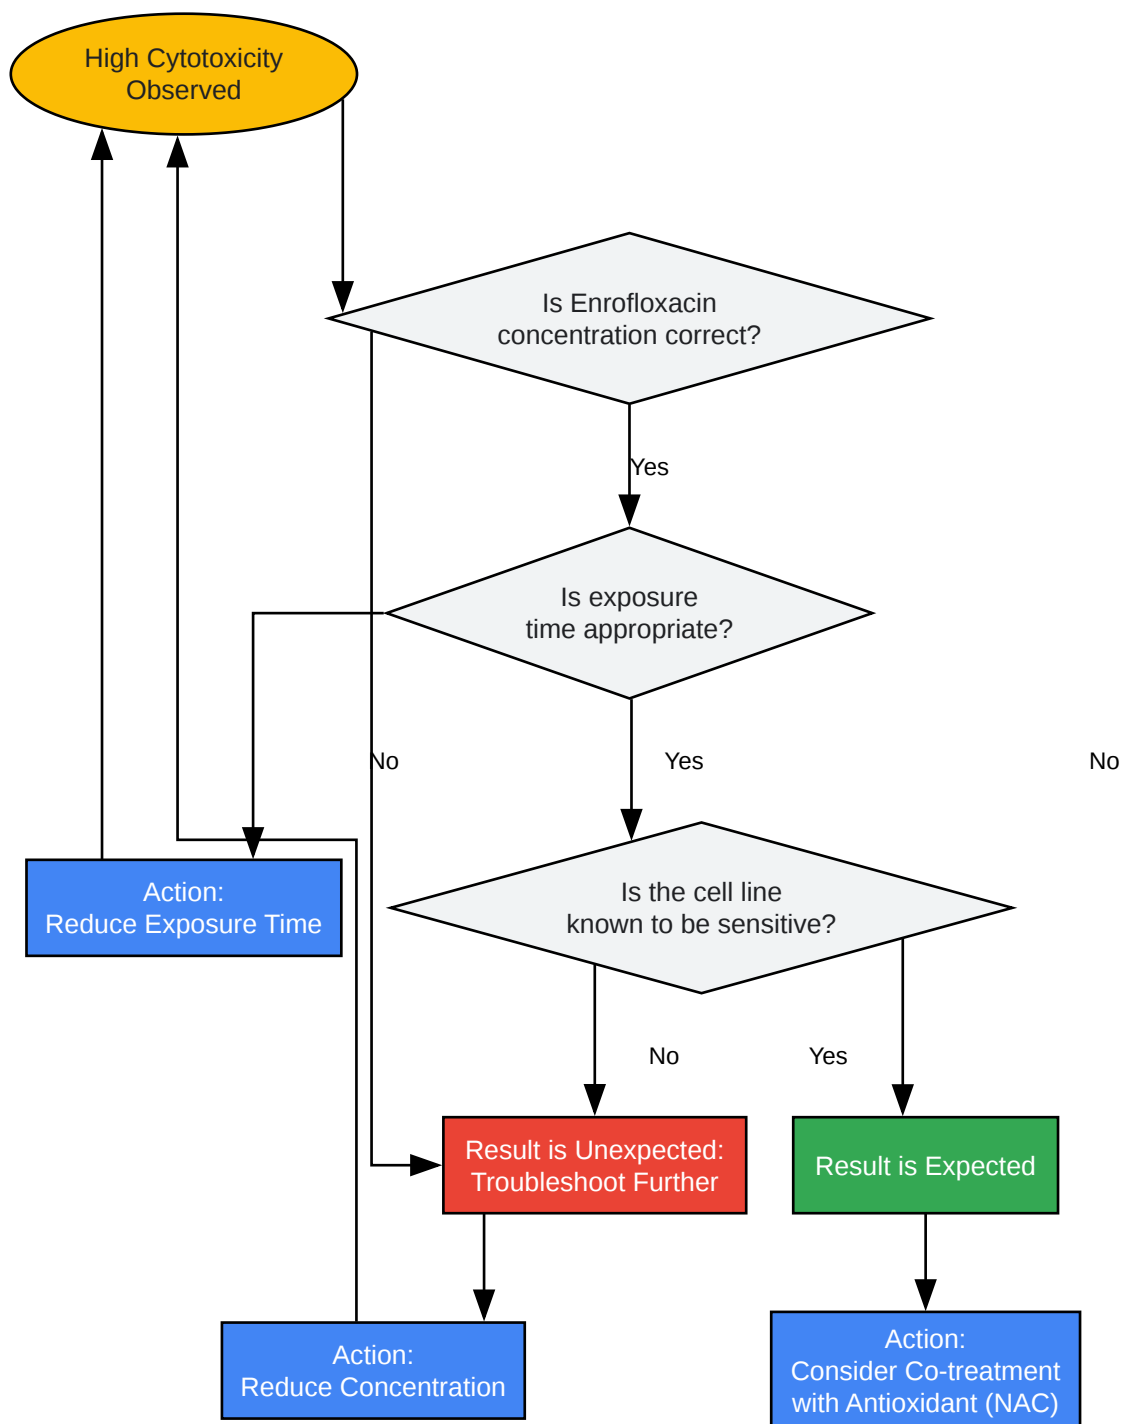 High Cytotoxicity
Observed
Is Enrofloxacin
concentration correct?
Yes
Is exposure
time appropriate?
No
Yes
No
Action:
Reduce Exposure Time
Is the cell line
known to be sensitive?
No
Yes
Result is Unexpected:
Troubleshoot Further
Result is Expected
Action:
Reduce Concentration
Action:
Consider Co-treatment
with Antioxidant (NAC)